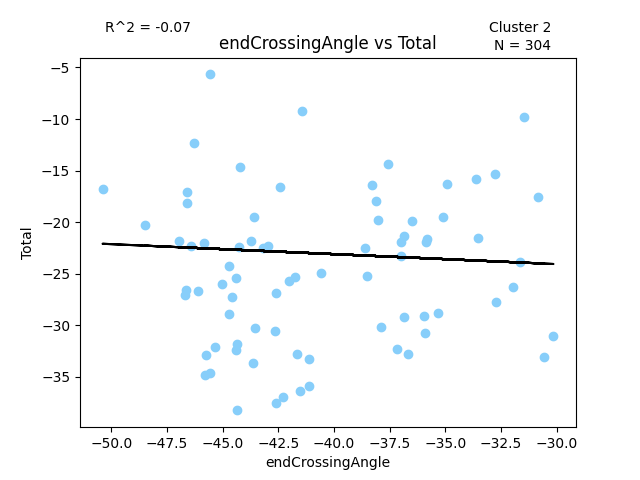 R^2 = -0.07
Cluster 2
N = 304
endCrossingAngle vs Total
−5
−10
−15
−20
−25
−30
−35
Total
−50.0
−47.5
−45.0
−42.5
−40.0
−37.5
−35.0
−32.5
−30.0
endCrossingAngle